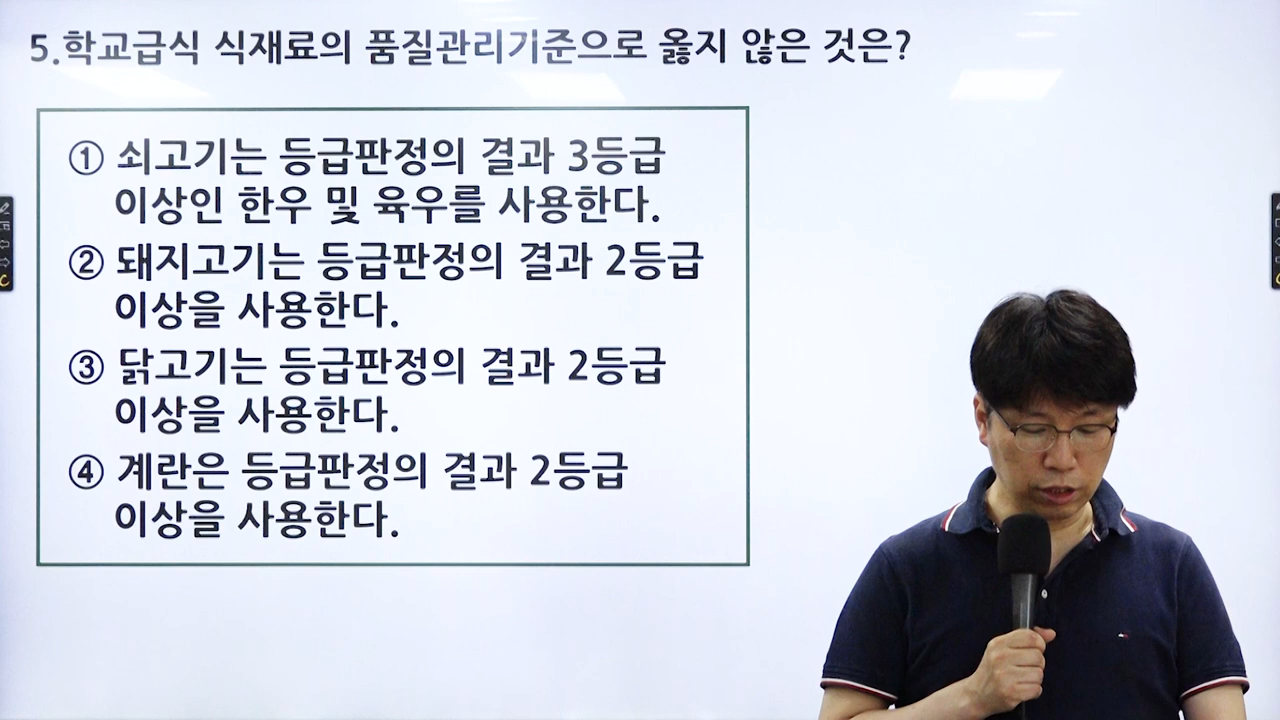 5.학교급식 식재료의 품질관리기준으로 옳지 않은 것은?
① 쇠고기는 등급판정의 결과 3등급
이상인 한우 및 육우를 사용한다.
② 돼지고기는 등급판정의 결과 2등급
이상을 사용한다.
③ 닭고기는 등급판정의 결과 2등급
이상을 사용한다.
④ 계란은 등급판정의 결과 2등급
이상을 사용한다.